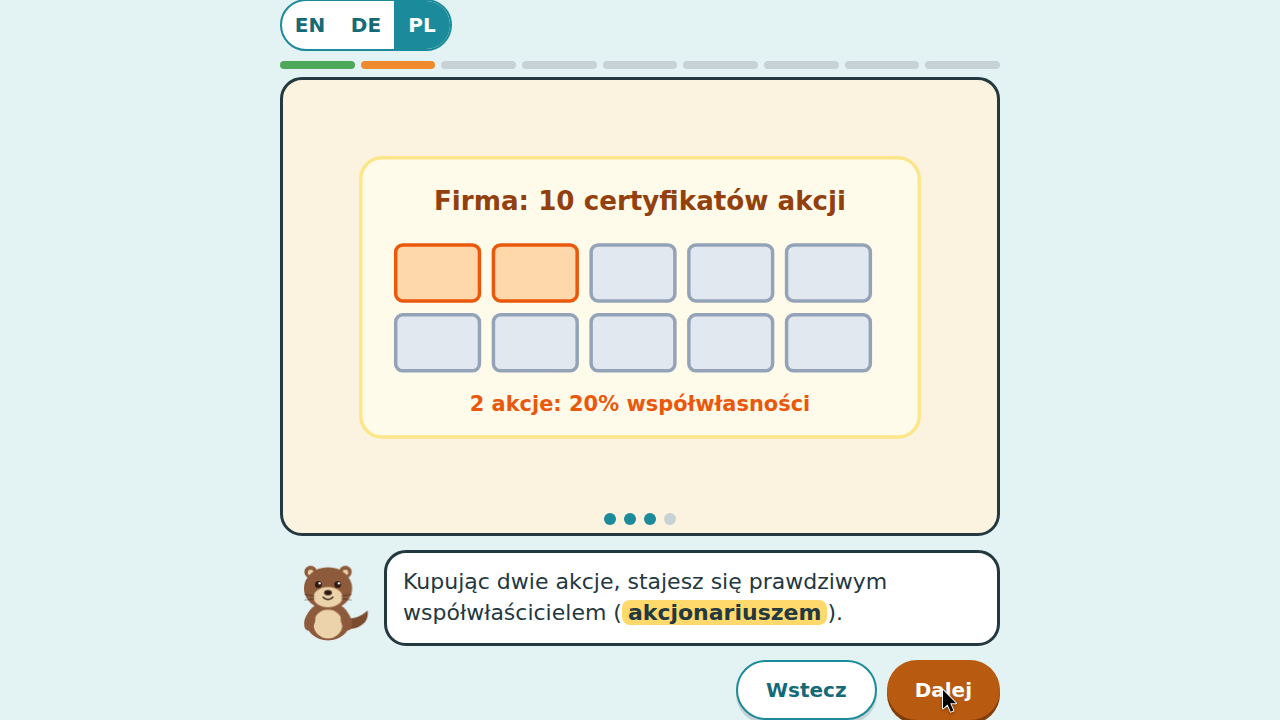 EN DE PL
Firma: 10 certyfikatów akcji
2 akcje: 20% współwłasności
Kupując dwie akcje, stajesz się prawdziwym
współwłaścicielem (akcjonariuszem).
Wstecz Dalej